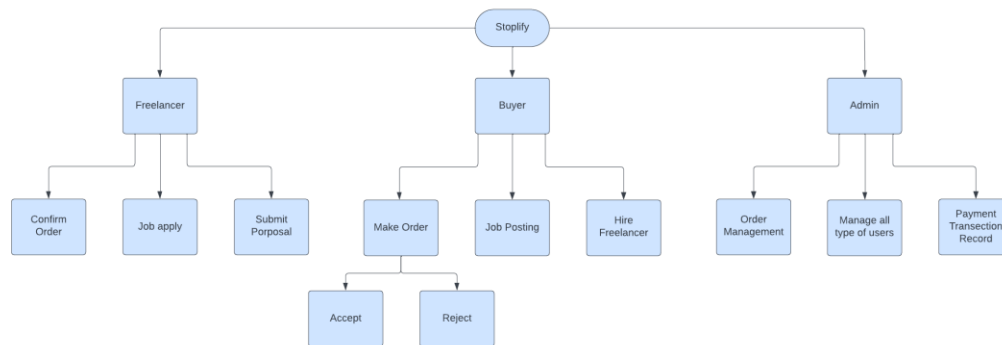 Stoplify
Freelancer
Buyer
Admin
Confirm
Order
Job apply
Submit
Porposal
Make Order
Job Posting
Hire
Freelancer
Order
Management
Manage all
type of users
Payment
Transection
Record
Accept
Reject